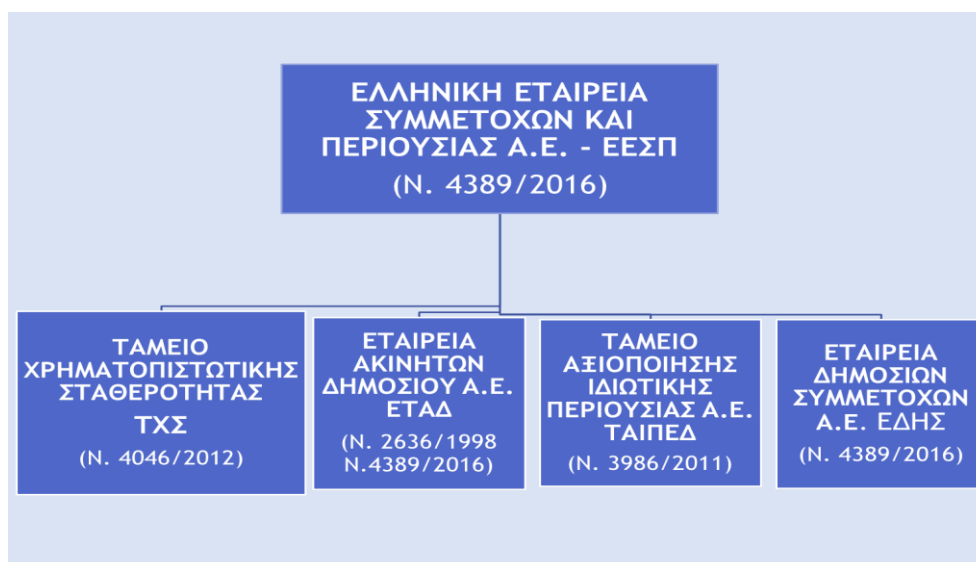 ΕΛΛΗΝΙΚΗ ΕΤΑΙΡΕΙΑ
ΣΥΜΜΕΤΟΧΩΝ ΚΑΙ
ΠΕΡΙΟΥΣΙΑΣ Α.Ε. - ΕΕΣΠ
(Ν. 4389/2016)
ΤΑΜΕΙΟ
ΧΡΗΜΑΤΟΠΙΣΤΩΤΙΚΗΣ
ΣΤΑΘΕΡΟΤΗΤΑΣ
ΤΧΣ
(Ν. 4046/2012)
ΕΤΑΙΡΕΙΑ
ΑΚΙΝΗΤΩΝ
ΔΗΜΟΣΙΟΥ Α.Ε.
ΕΤΑΔ
(Ν. 2636/1998
Ν.4389/2016)
ΤΑΜΕΙΟ
ΑΞΙΟΠΟΙΗΣΗΣ
ΙΔΙΩΤΙΚΗΣ
ΠΕΡΙΟΥΣΙΑΣ Α.Ε.
ΤΑΙΠΕΔ
(Ν. 3986/2011)
ΕΤΑΙΡΕΙΑ
ΔΗΜΟΣΙΩΝ
ΣΥΜΜΕΤΟΧΩΝ
Α.Ε. ΕΔΗΣ
(Ν. 4389/2016)